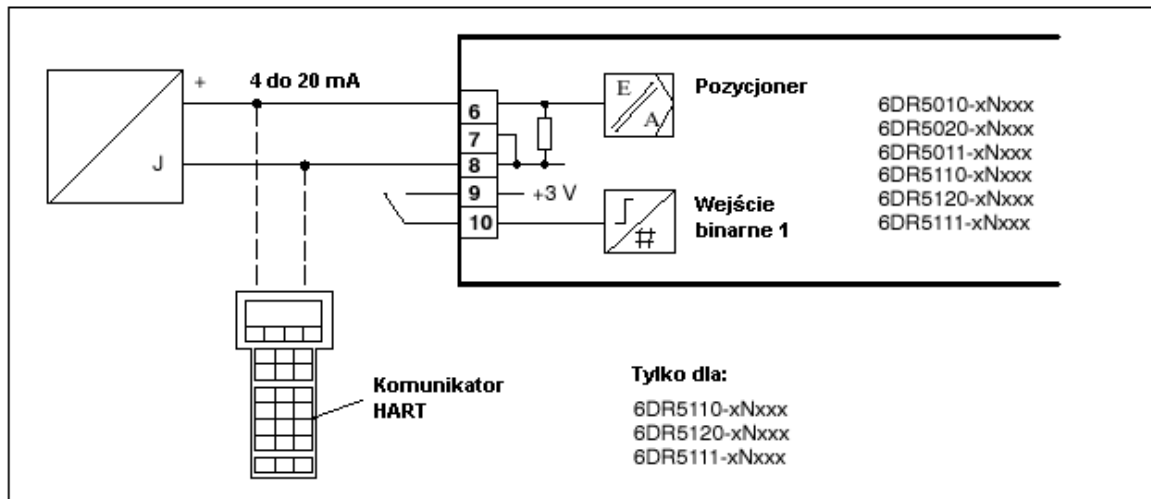 +
4 do 20 mA
J
6
7
8
9
10
+3 V
E
A
Pozycjoner
Wejście
binarne 1
6DR5010-xNxxx
6DR5020-xNxxx
6DR5011-xNxxx
6DR5110-xNxxx
6DR5120-xNxxx
6DR5111-xNxxx
Komunikator
HART
Tylko dla:
6DR5110-xNxxx
6DR5120-xNxxx
6DR5111-xNxxx